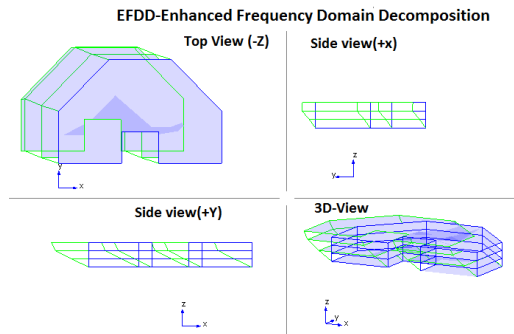 EFDD-Enhanced Frequency Domain Decomposition
Top View (-Z)
Side view(+x)
y
x
z
y
Side view(+Y)
3D-View
z
x
z
y
x